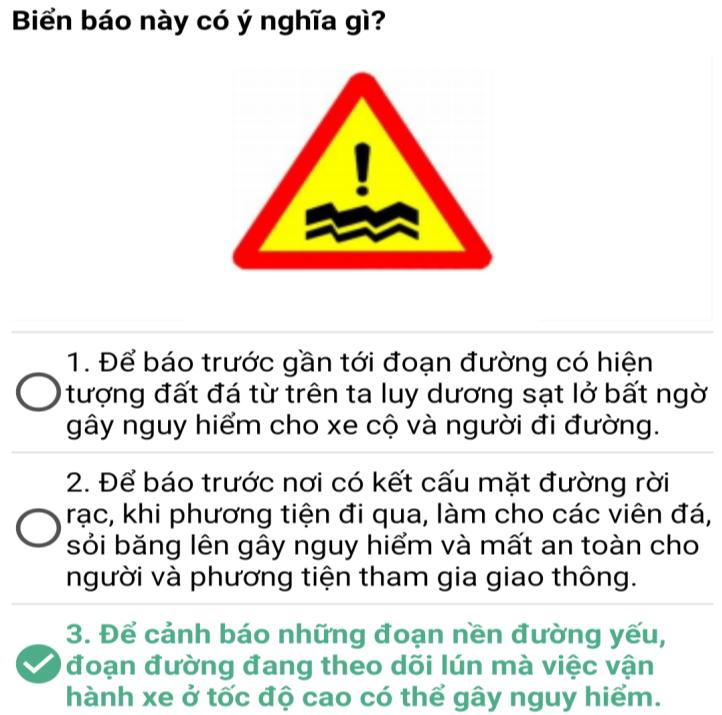 Biển báo này có ý nghĩa gì?
!
1. Để báo trước gần tới đoạn đường có hiện
tượng đất đá từ trên ta luy dương sạt lở bất ngờ
gây nguy hiểm cho xe cộ và người đi đường.
2. Để báo trước nơi có kết cấu mặt đường rời
rạc, khi phương tiện đi qua, làm cho các viên đá,
sỏi băng lên gây nguy hiểm và mất an toàn cho
người và phương tiện tham gia giao thông.
3. Để cảnh báo những đoạn nền đường yếu,
đoạn đường đang theo dõi lún mà việc vận
hành xe ở tốc độ cao có thể gây nguy hiểm.